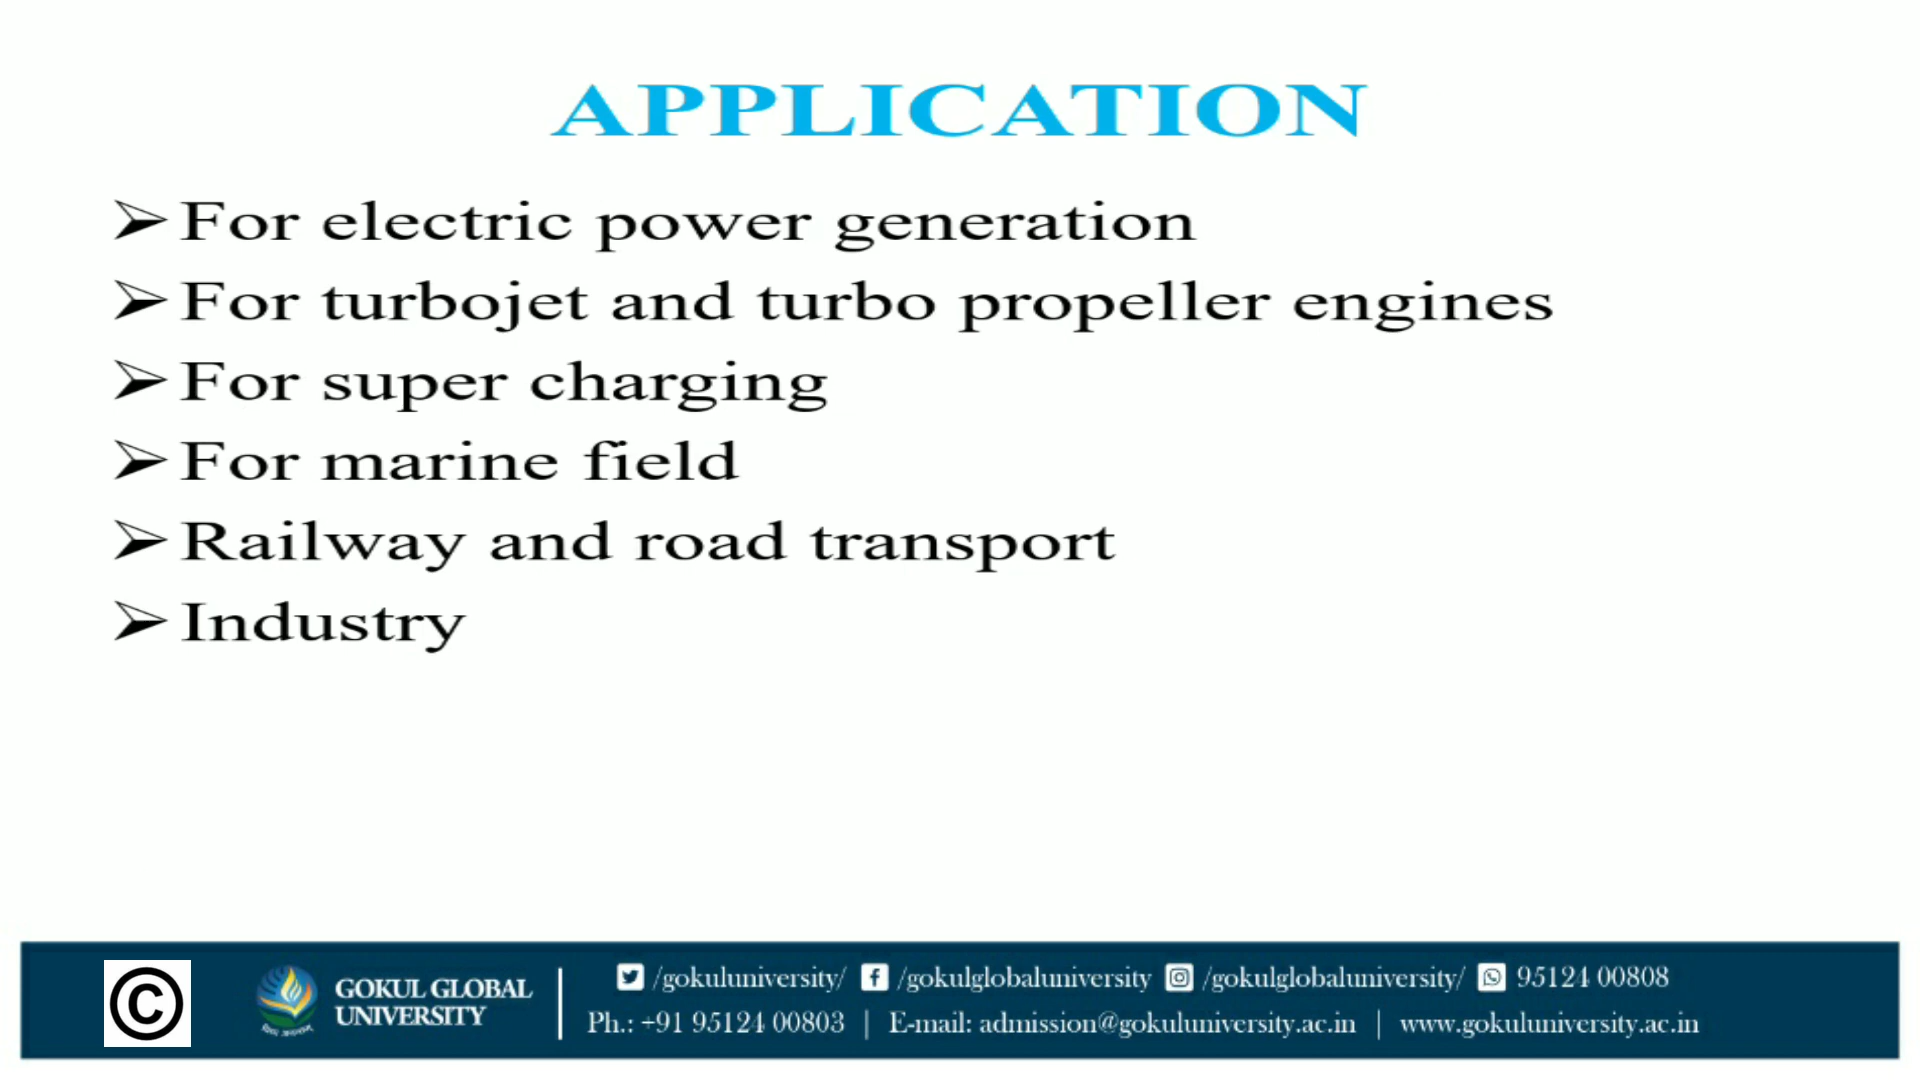 APPLICATION
➢For electric power generation
➢For turbojet and turbo propeller engines
➢For super charging
➢For marine field
➢Railway and road transport
➢Industry
©
GOKUL GLOBAL
UNIVERSITY
/gokuluniversity/ /gokulglobaluniversity /gokulglobaluniversity/ 95124 00808
Ph.: +91 95124 00803 | E-mail: admission@gokuluniversity.ac.in | www.gokuluniversity.ac.in